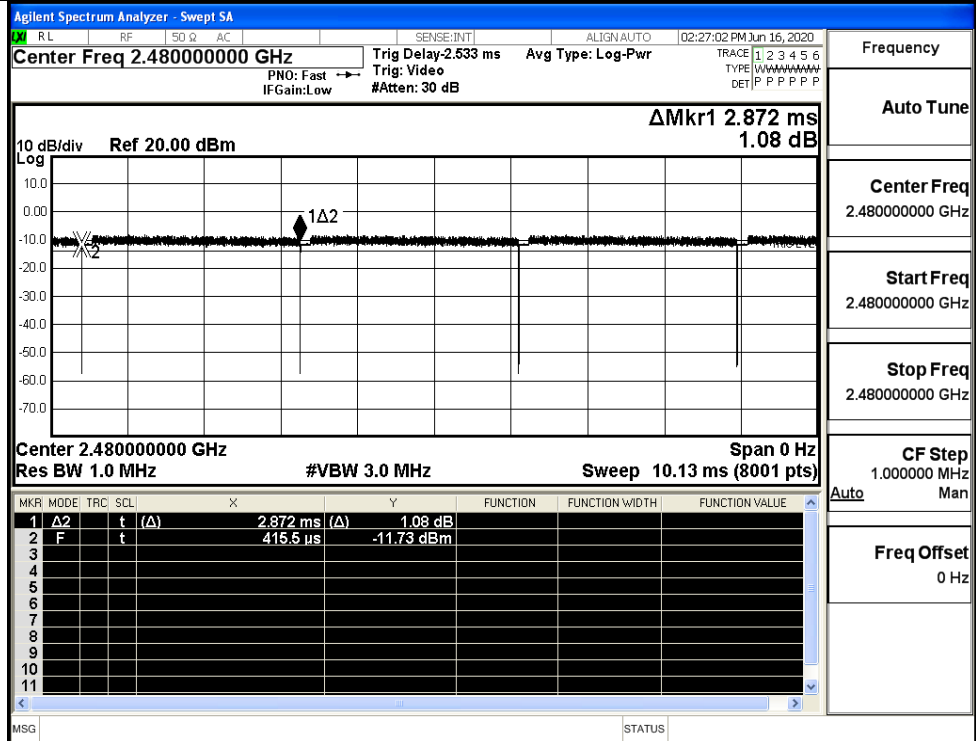 Agilent Spectrum Analyzer - Swept SA
LXI RL RF 50 Ω AC SENSE:INT ALIGN AUTO 02:27:02 PM Jun 16, 2020
Center Freq 2.480000000 GHz
PNO: Fast
IFGain:Low
Trig Delay-2.533 ms
Trig: Video
#Atten: 30 dB
Avg Type: Log-Pwr
TRACE 1 2 3 4 5 6
TYPE WWWWWW
DET P P P P P P
ΔMkr1 2.872 ms
1.08 dB
10 dB/div Ref 20.00 dBm
Log
10.0
0.00
-10.0
-20.0
-30.0
-40.0
-50.0
-60.0
-70.0
1Δ2
2
Center 2.480000000 GHz Span 0 Hz
Res BW 1.0 MHz #VBW 3.0 MHz Sweep 10.13 ms (8001 pts)
MKR MODE TRC SCL X Y FUNCTION FUNCTION WIDTH FUNCTION VALUE
1 Δ2 t (Δ) 2.872 ms (Δ) 1.08 dB
2 F t 415.5 µs -11.73 dBm
3
4
5
6
7
8
9
10
11
MSG STATUS
Frequency
Auto Tune
Center Freq
2.480000000 GHz
Start Freq
2.480000000 GHz
Stop Freq
2.480000000 GHz
CF Step
1.000000 MHz
Auto Man
Freq Offset
0 Hz